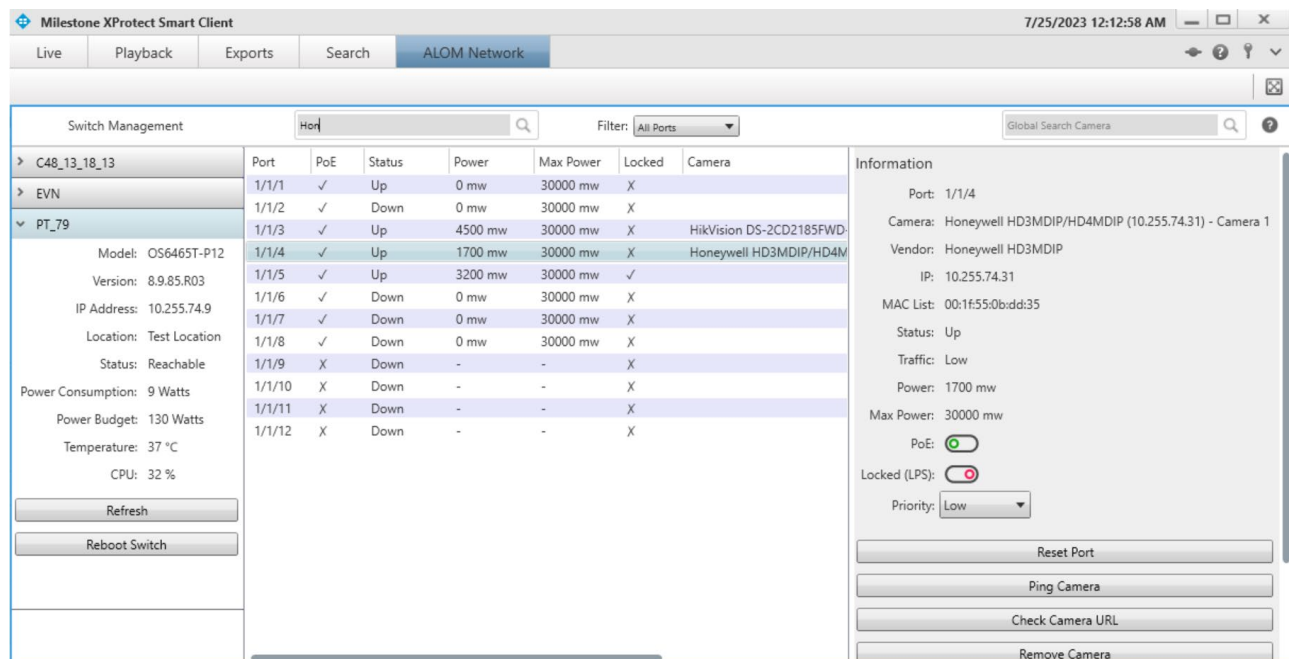 Milestone XProtect Smart Client 7/25/2023 12:12:58 AM
Live Playback Exports Search ALOM Network
Switch Management Hon Filter: All Ports Global Search Camera
C48_13_18_13
EVN
PT_79
Model: OS6465T-P12
Version: 8.9.85.R03
IP Address: 10.255.74.9
Location: Test Location
Status: Reachable
Power Consumption: 9 Watts
Power Budget: 130 Watts
Temperature: 37 °C
CPU: 32 %
Refresh
Reboot Switch
Port PoE Status Power Max Power Locked Camera
1/1/1 ✓ Up 0 mw 30000 mw X
1/1/2 ✓ Down 0 mw 30000 mw X
1/1/3 ✓ Up 4500 mw 30000 mw X HikVision DS-2CD2185FWD-
1/1/4 ✓ Up 1700 mw 30000 mw X Honeywell HD3MDIP/HD4M
1/1/5 ✓ Up 3200 mw 30000 mw ✓
1/1/6 ✓ Down 0 mw 30000 mw X
1/1/7 ✓ Down 0 mw 30000 mw X
1/1/8 ✓ Down 0 mw 30000 mw X
1/1/9 X Down - - X
1/1/10 X Down - - X
1/1/11 X Down - - X
1/1/12 X Down - - X
Information
Port: 1/1/4
Camera: Honeywell HD3MDIP/HD4MDIP (10.255.74.31) - Camera 1
Vendor: Honeywell HD3MDIP
IP: 10.255.74.31
MAC List: 00:1f:55:0b:dd:35
Status: Up
Traffic: Low
Power: 1700 mw
Max Power: 30000 mw
PoE:
Locked (LPS):
Priority: Low
Reset Port
Ping Camera
Check Camera URL
Remove Camera